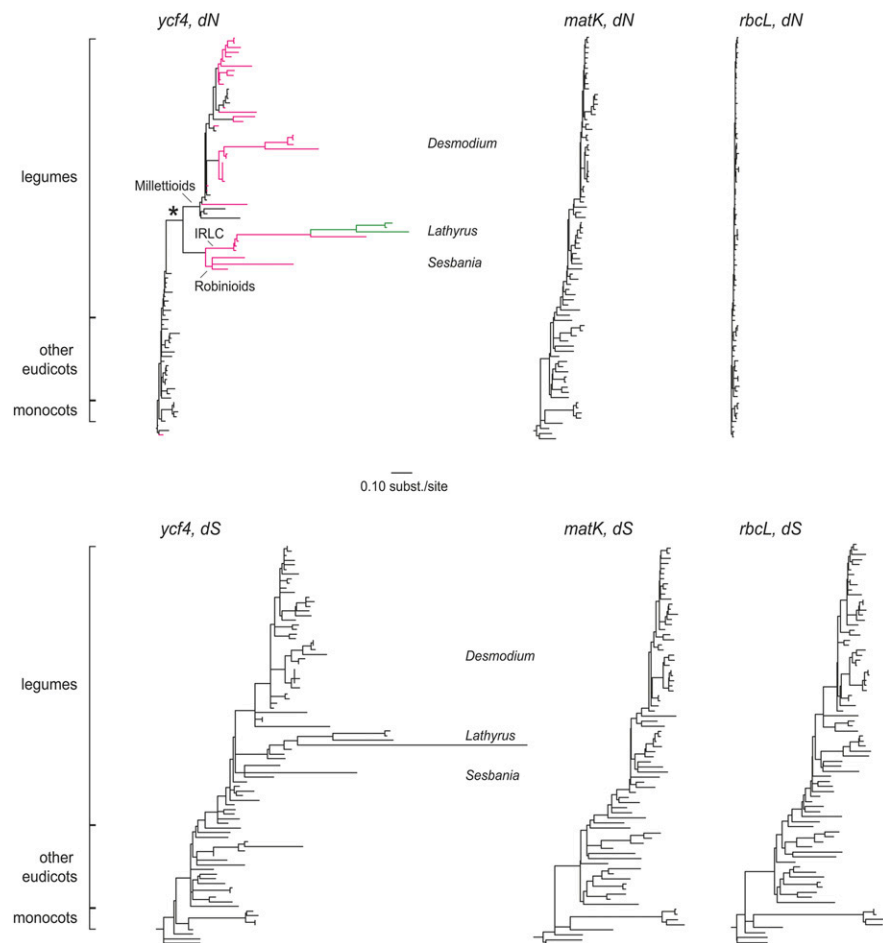 ycf4, dN
matK, dN
rbcL, dN
legumes
Desmodium
Millettioids
*
IRLC
Lathyrus
Sesbania
Robinioids
other
eudicots
monocots
0.10 subst./site
ycf4, dS
matK, dS
rbcL, dS
Desmodium
legumes
Lathyrus
Sesbania
other
eudicots
monocots